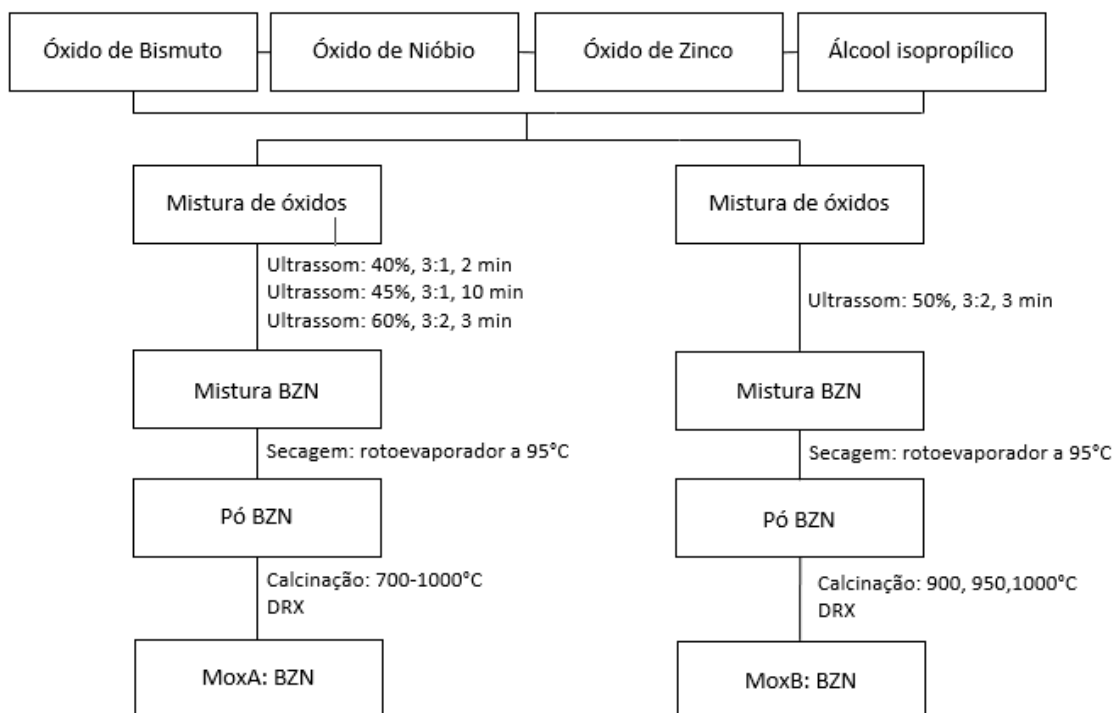 Óxido de Bismuto
Óxido de Nióbio
Óxido de Zinco
Álcool isopropílico
Mistura de óxidos
Ultrassom: 40%, 3:1, 2 min
Ultrassom: 45%, 3:1, 10 min
Ultrassom: 60%, 3:2, 3 min
Mistura BZN
Secagem: rotoevaporador a 95°C
Pó BZN
Calcinação: 700-1000°C
DRX
MoxA: BZN
Mistura de óxidos
Ultrassom: 50%, 3:2, 3 min
Mistura BZN
Secagem: rotoevaporador a 95°C
Pó BZN
Calcinação: 900, 950,1000°C
DRX
MoxB: BZN